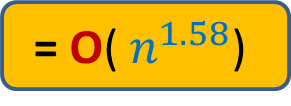 = O( n^1.58)